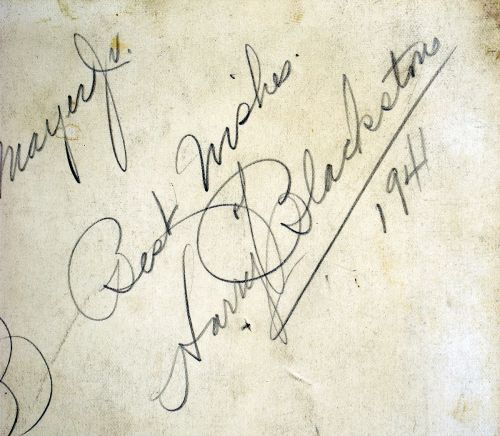 Mayer Jr.
Best Wishes.
Harry Blackstone
1941